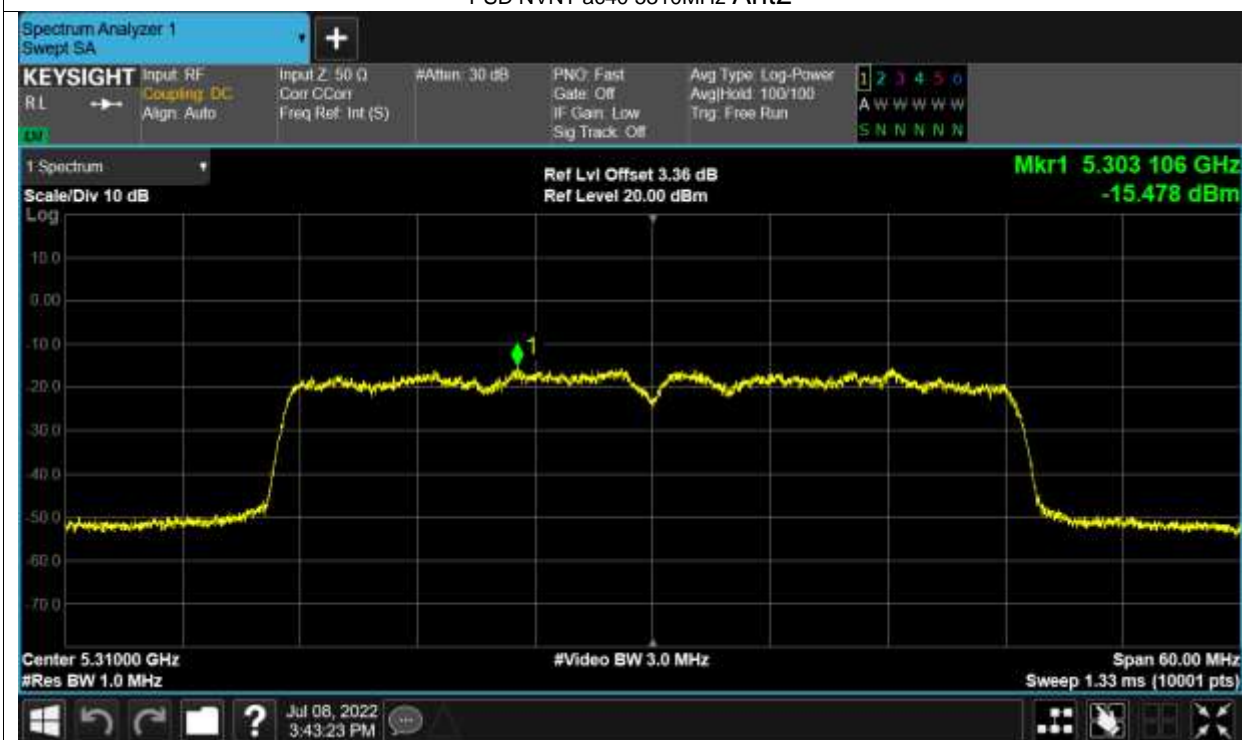 Ant2
Spectrum Analyzer 1
Swept SA
+
KEYSIGHT
RL
Input: RF
Coupling: DC
Align: Auto
Input Z: 50 Ω
Corr CCorr
Freq Ref: Int (S)
#Atten: 30 dB
PNO: Fast
Gate: Off
IF Gain: Low
Sig Track: Off
Avg Type: Log-Power
Avg|Hold: 100/100
Trig: Free Run
1 2 3 4 5 6
A W W W W W
S N N N N N
1 Spectrum
Scale/Div 10 dB
Log
Ref Lvl Offset 3.36 dB
Ref Level 20.00 dBm
Mkr1 5.303 106 GHz
-15.478 dBm
10.0
0.00
-10.0
1
-20.0
-30.0
-40.0
-50.0
-60.0
-70.0
Center 5.31000 GHz
#Res BW 1.0 MHz
#Video BW 3.0 MHz
Span 60.00 MHz
Sweep 1.33 ms (10001 pts)
?
Jul 08, 2022
3:43:23 PM